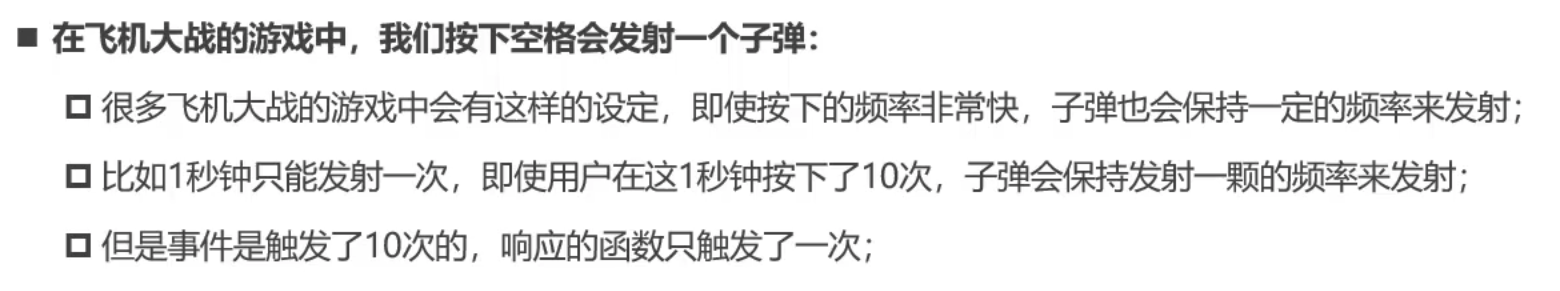 在飞机大战的游戏中，我们按下空格会发射一个子弹：
很多飞机大战的游戏中会有这样的设定，即使按下的频率非常快，子弹也会保持一定的频率来发射；
比如1秒钟只能发射一次，即使用户在这1秒钟按下了10次，子弹会保持发射一颗的频率来发射；
但是事件是触发了10次的，响应的函数只触发了一次；